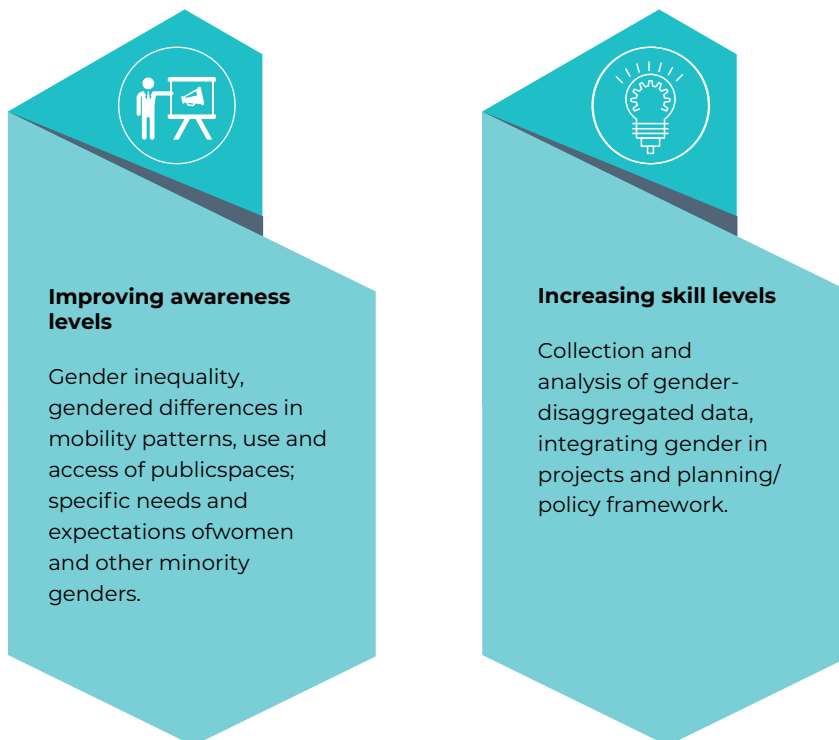 Improving awareness
levels
Gender inequality,
gendered differences in
mobility patterns, use and
access of publicspaces;
specific needs and
expectations ofwomen
and other minority
genders.
Increasing skill levels
Collection and
analysis of gender-
disaggregated data,
integrating gender in
projects and planning/
policy framework.